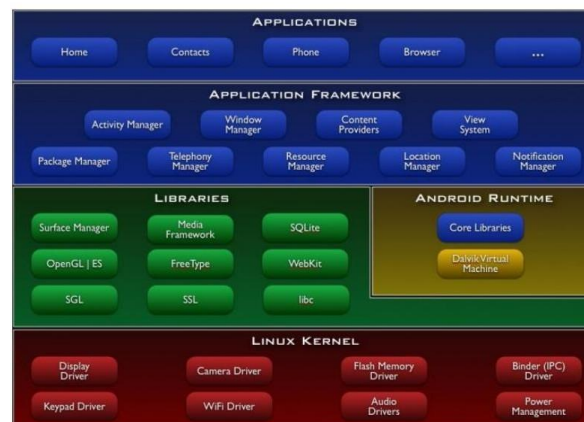 APPLICATIONS
Home
Contacts
Phone
Browser
...
APPLICATION FRAMEWORK
Activity Manager
Window
Manager
Content
Providers
View
System
Package Manager
Telephony
Manager
Resource
Manager
Location
Manager
Notification
Manager
LIBRARIES
Surface Manager
Media
Framework
SQLite
OpenGL | ES
FreeType
WebKit
SGL
SSL
libc
ANDROID RUNTIME
Core Libraries
Dalvik Virtual
Machine
LINUX KERNEL
Display
Driver
Camera Driver
Flash Memory
Driver
Binder (IPC)
Driver
Keypad Driver
WiFi Driver
Audio
Drivers
Power
Management